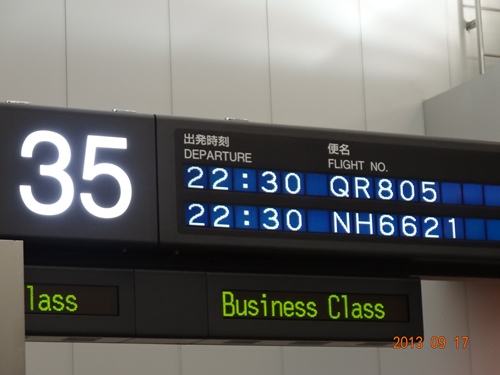 35
出発時刻 便名
DEPARTURE FLIGHT NO.
22:30 QR805
22:30 NH6621
lass Business Class
2013 09 17